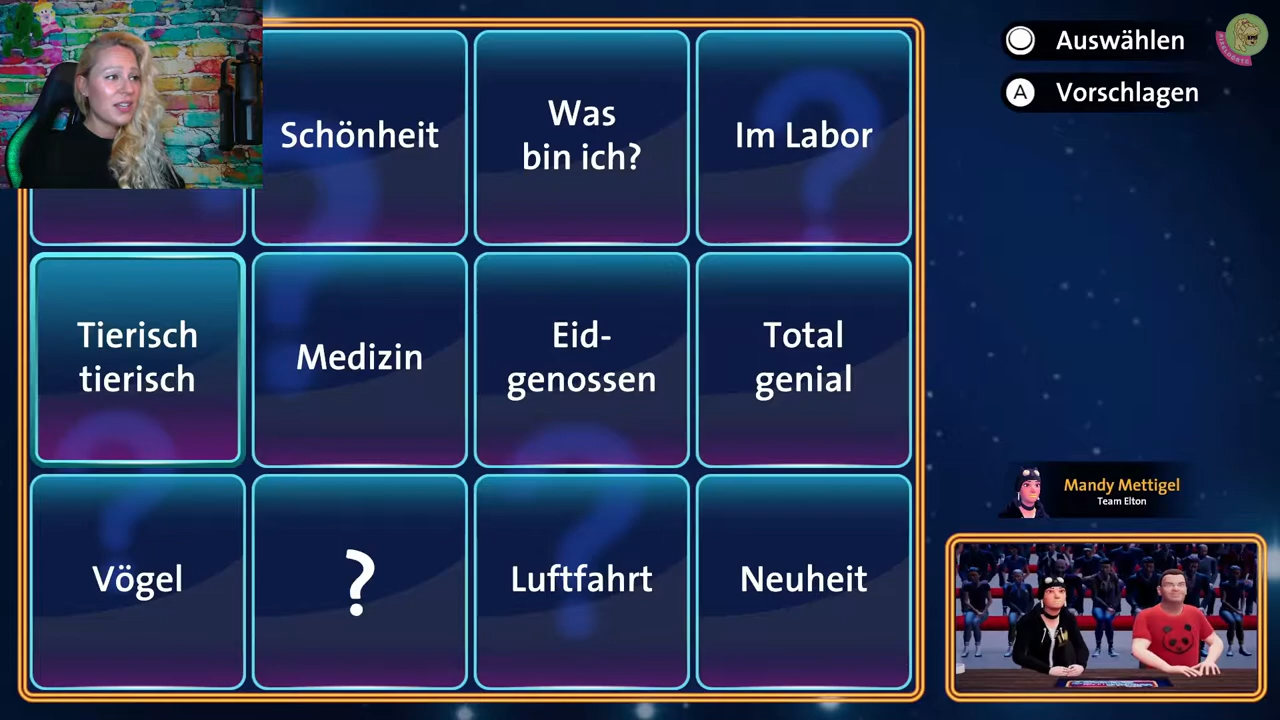 Schönheit
Was
bin ich?
Im Labor
Auswählen
A
Vorschlagen
Tierisch
tierisch
Medizin
Eid-
genossen
Total
genial
Vögel
?
Luftfahrt
Neuheit
Mandy Mettigel
Team Elton